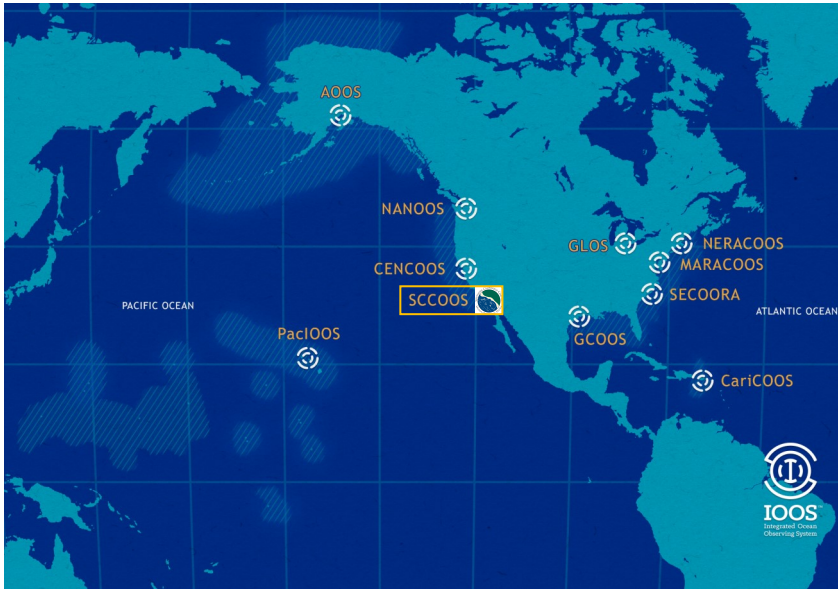 AOOS
NANOOS
GLOS
NERACOOS
MARACOOS
CENCOOS
SCCOOS
SECOORA
PACIFIC OCEAN
ATLANTIC OCEAN
PacIOOS
GCOOS
CariCOOS
IOOS
Integrated Ocean
Observing System